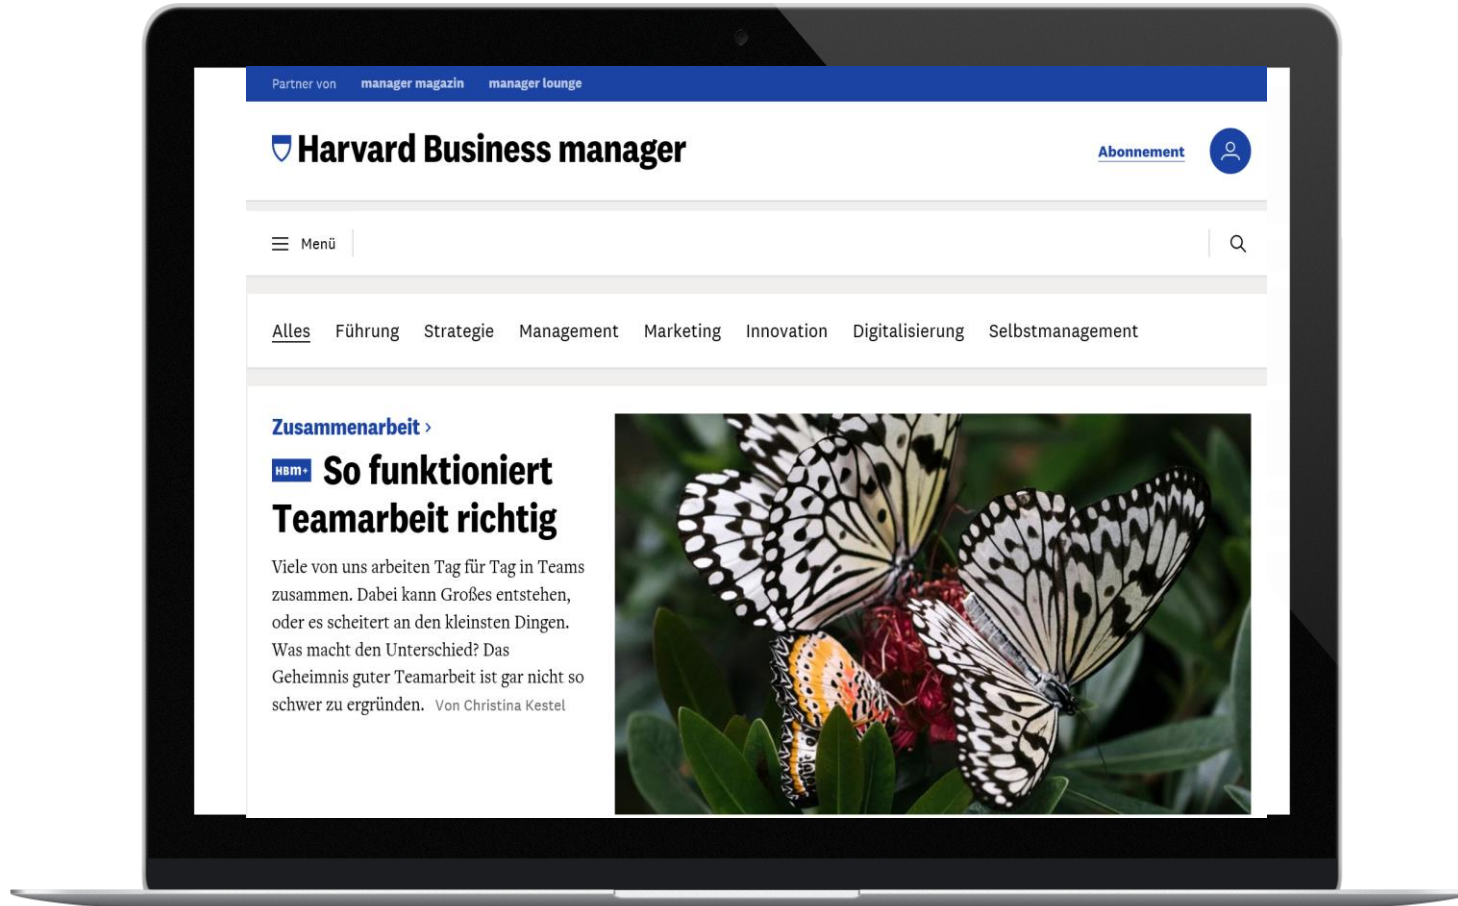 Partner von manager magazin manager lounge
Harvard Business manager
Abonnement
Menü
Alles Führung Strategie Management Marketing Innovation Digitalisierung Selbstmanagement
Zusammenarbeit
HBm+ So funktioniert
Teamarbeit richtig
Viele von uns arbeiten Tag für Tag in Teams
zusammen. Dabei kann Großes entstehen,
oder es scheitert an den kleinsten Dingen.
Was macht den Unterschied? Das
Geheimnis guter Teamarbeit ist gar nicht so
schwer zu ergründen. Von Christina Kestel